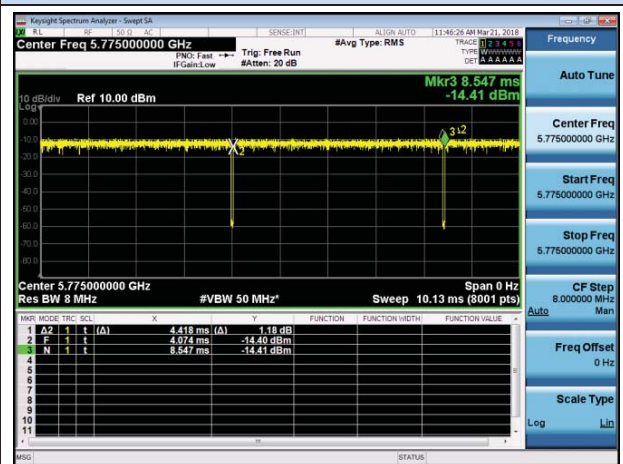 Keysight Spectrum Analyzer - Swept SA
RL RF 50 Ω AC SENSE:INT ALIGN AUTO 11:46:26 AM Mar 21, 2018
Center Freq 5.775000000 GHz
PNO: Fast
IFGain:Low
Trig: Free Run
#Atten: 20 dB
#Avg Type: RMS
TRACE 1 2 3 4 5 6
TYPE
DET A A A A A A
Mkr3 8.547 ms
-14.41 dBm
10 dB/div Ref 10.00 dBm
Log
0.00
-10.0
-20.0
-30.0
-40.0
-50.0
-60.0
-70.0
-80.0
X2
3 2
Center 5.775000000 GHz Span 0 Hz
Res BW 8 MHz #VBW 50 MHz* Sweep 10.13 ms (8001 pts)
MKR MODE TRC SCL X Y FUNCTION FUNCTION WIDTH FUNCTION VALUE
1 Δ2 1 t (Δ) 4.418 ms (Δ) 1.18 dB
2 F 1 t 4.074 ms -14.40 dBm
3 N 1 t 8.547 ms -14.41 dBm
4
5
6
7
8
9
10
11
MSG STATUS
Frequency
Auto Tune
Center Freq
5.775000000 GHz
Start Freq
5.775000000 GHz
Stop Freq
5.775000000 GHz
CF Step
8.000000 MHz
Auto Man
Freq Offset
0 Hz
Scale Type
Log Lin